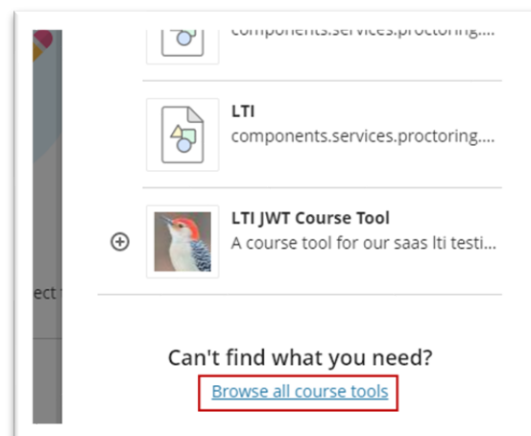 components.services.proctoring....
LTI
components.services.proctoring....
LTI JWT Course Tool
A course tool for our saas lti testi...
ect
Can't find what you need?
Browse all course tools